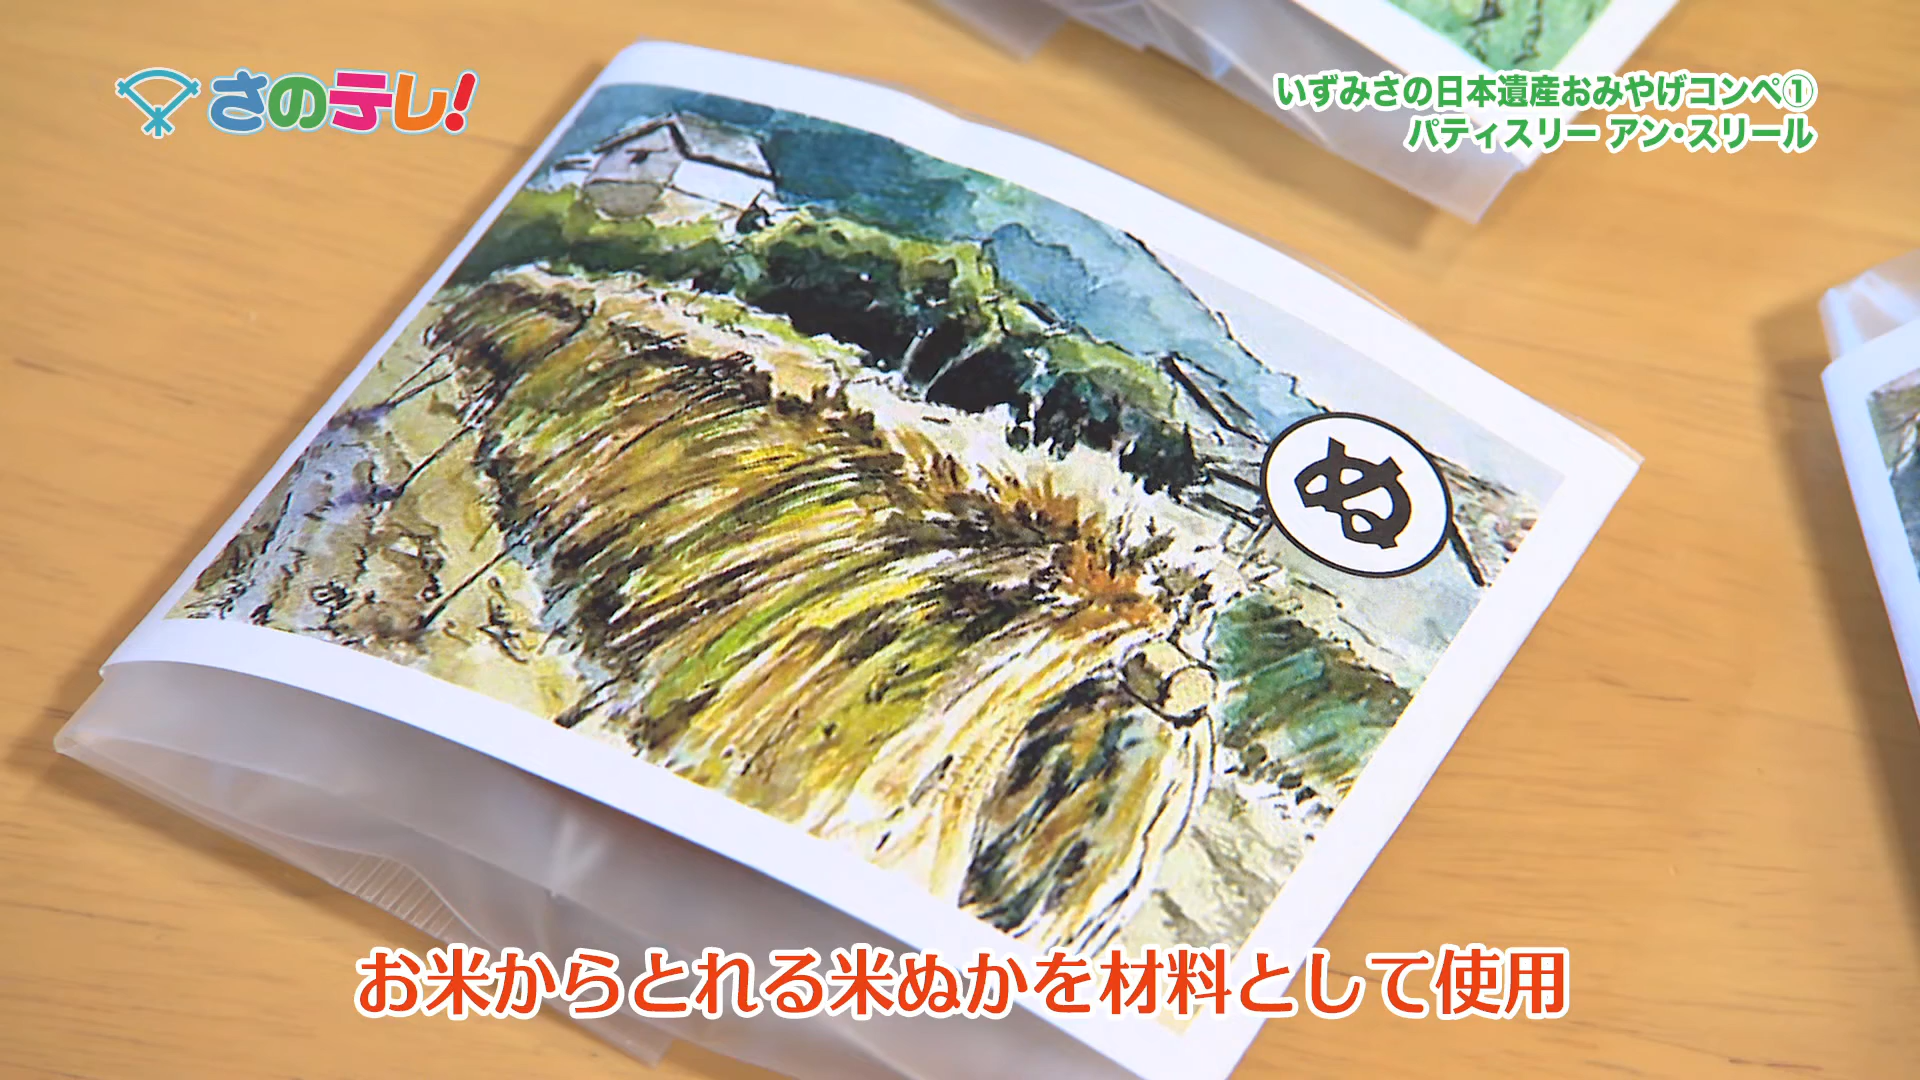 さのテレ!
いずみさの日本遺産おみやげコンペ①
パティスリー アン・スリール
ぬ
お米からとれる米ぬかを材料として使用